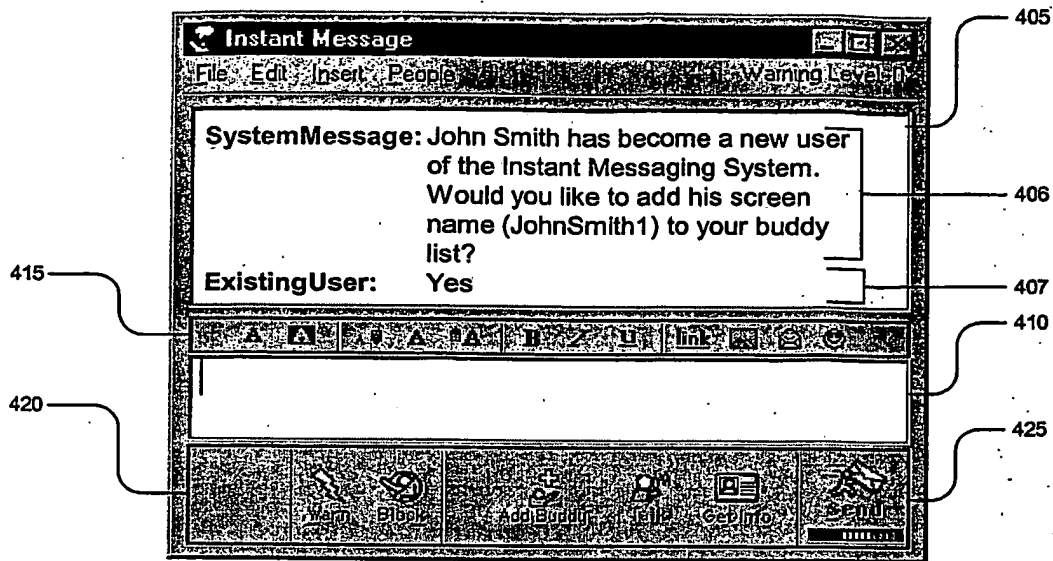 405
Instant Message
File Edit Insert People Warning Level:
SystemMessage: John Smith has become a new user
of the Instant Messaging System.
Would you like to add his screen
name (JohnSmith1) to your buddy
list?
406
415
ExistingUser: Yes
407
A A A A B I U link
410
420
425
Warn Block Add Buddy Talk Get Info Send